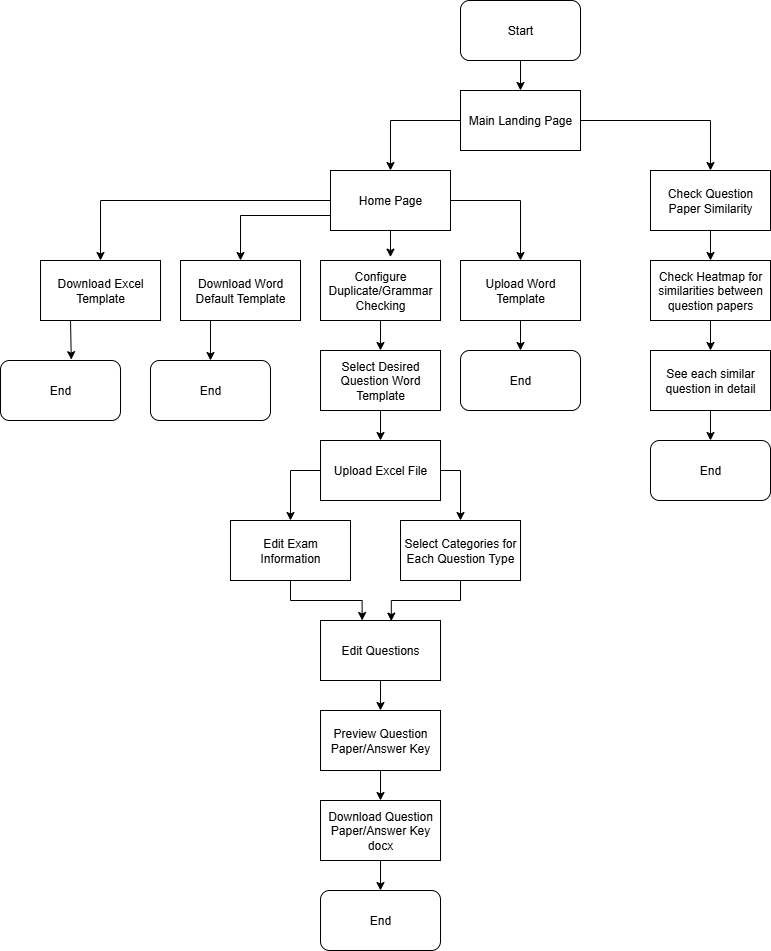 Start
Main Landing Page
Home Page
Check Question
Paper Similarity
Download Excel
Template
Download Word
Default Template
Configure
Duplicate/Grammar
Checking
Upload Word
Template
Check Heatmap for
similarities between
question papers
End
End
Select Desired
Question Word
Template
End
See each similar
question in detail
Upload Excel File
End
Edit Exam
Information
Select Categories for
Each Question Type
Edit Questions
Preview Question
Paper/Answer Key
Download Question
Paper/Answer Key
docx
End